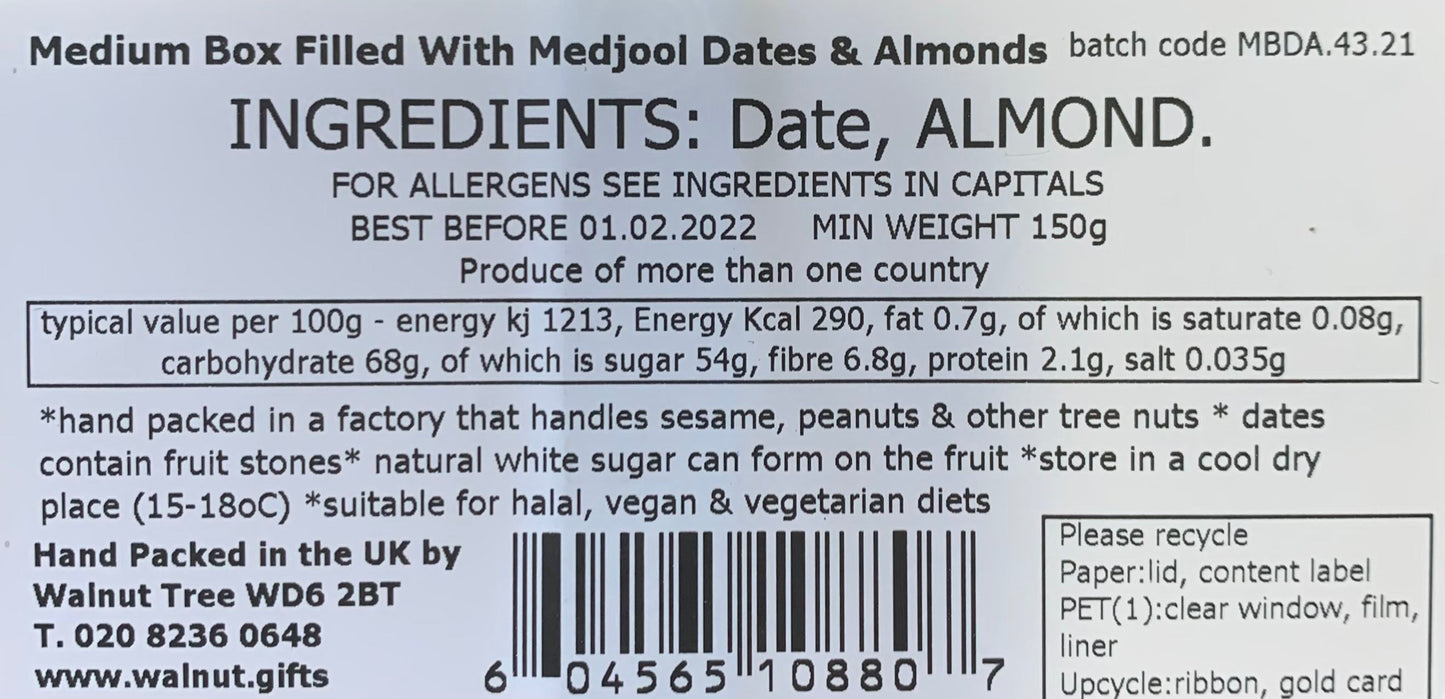 Medium Box Filled With Medjool Dates & Almonds batch code MBDA.43.21
INGREDIENTS: Date, ALMOND.
FOR ALLERGENS SEE INGREDIENTS IN CAPITALS
BEST BEFORE 01.02.2022 MIN WEIGHT 150g
Produce of more than one country
typical value per 100g - energy kj 1213, Energy Kcal 290, fat 0.7g, of which is saturate 0.08g,
carbohydrate 68g, of which is sugar 54g, fibre 6.8g, protein 2.1g, salt 0.035g
*hand packed in a factory that handles sesame, peanuts & other tree nuts * dates
contain fruit stones* natural white sugar can form on the fruit *store in a cool dry
place (15-18oC) *suitable for halal, vegan & vegetarian diets
Hand Packed in the UK by
Walnut Tree WD6 2BT
T. 020 8236 0648
www.walnut.gifts
6 04565 10880 7
Please recycle
Paper:lid, content label
PET(1):clear window, film,
liner
Upcycle:ribbon, gold card